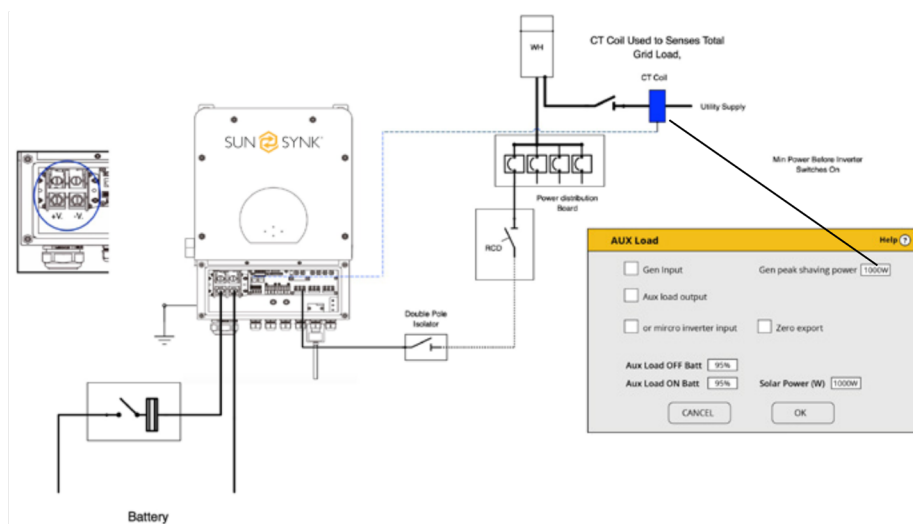 CT Coil Used to Senses Total
Grid Load,
WH
CT Coil
Utility Supply
SUN SYNK
Min Power Before Inverter
Switches On
+V. -V.
Power distribution
Board
RCD
Double Pole
Isolator
AUX Load
Help ?
Gen Input
Gen peak shaving power 1000W
Aux load output
or mircro inverter input
Zero export
Aux Load OFF Batt 95%
Aux Load ON Batt 95%
Solar Power (W) 1000W
CANCEL
OK
Battery